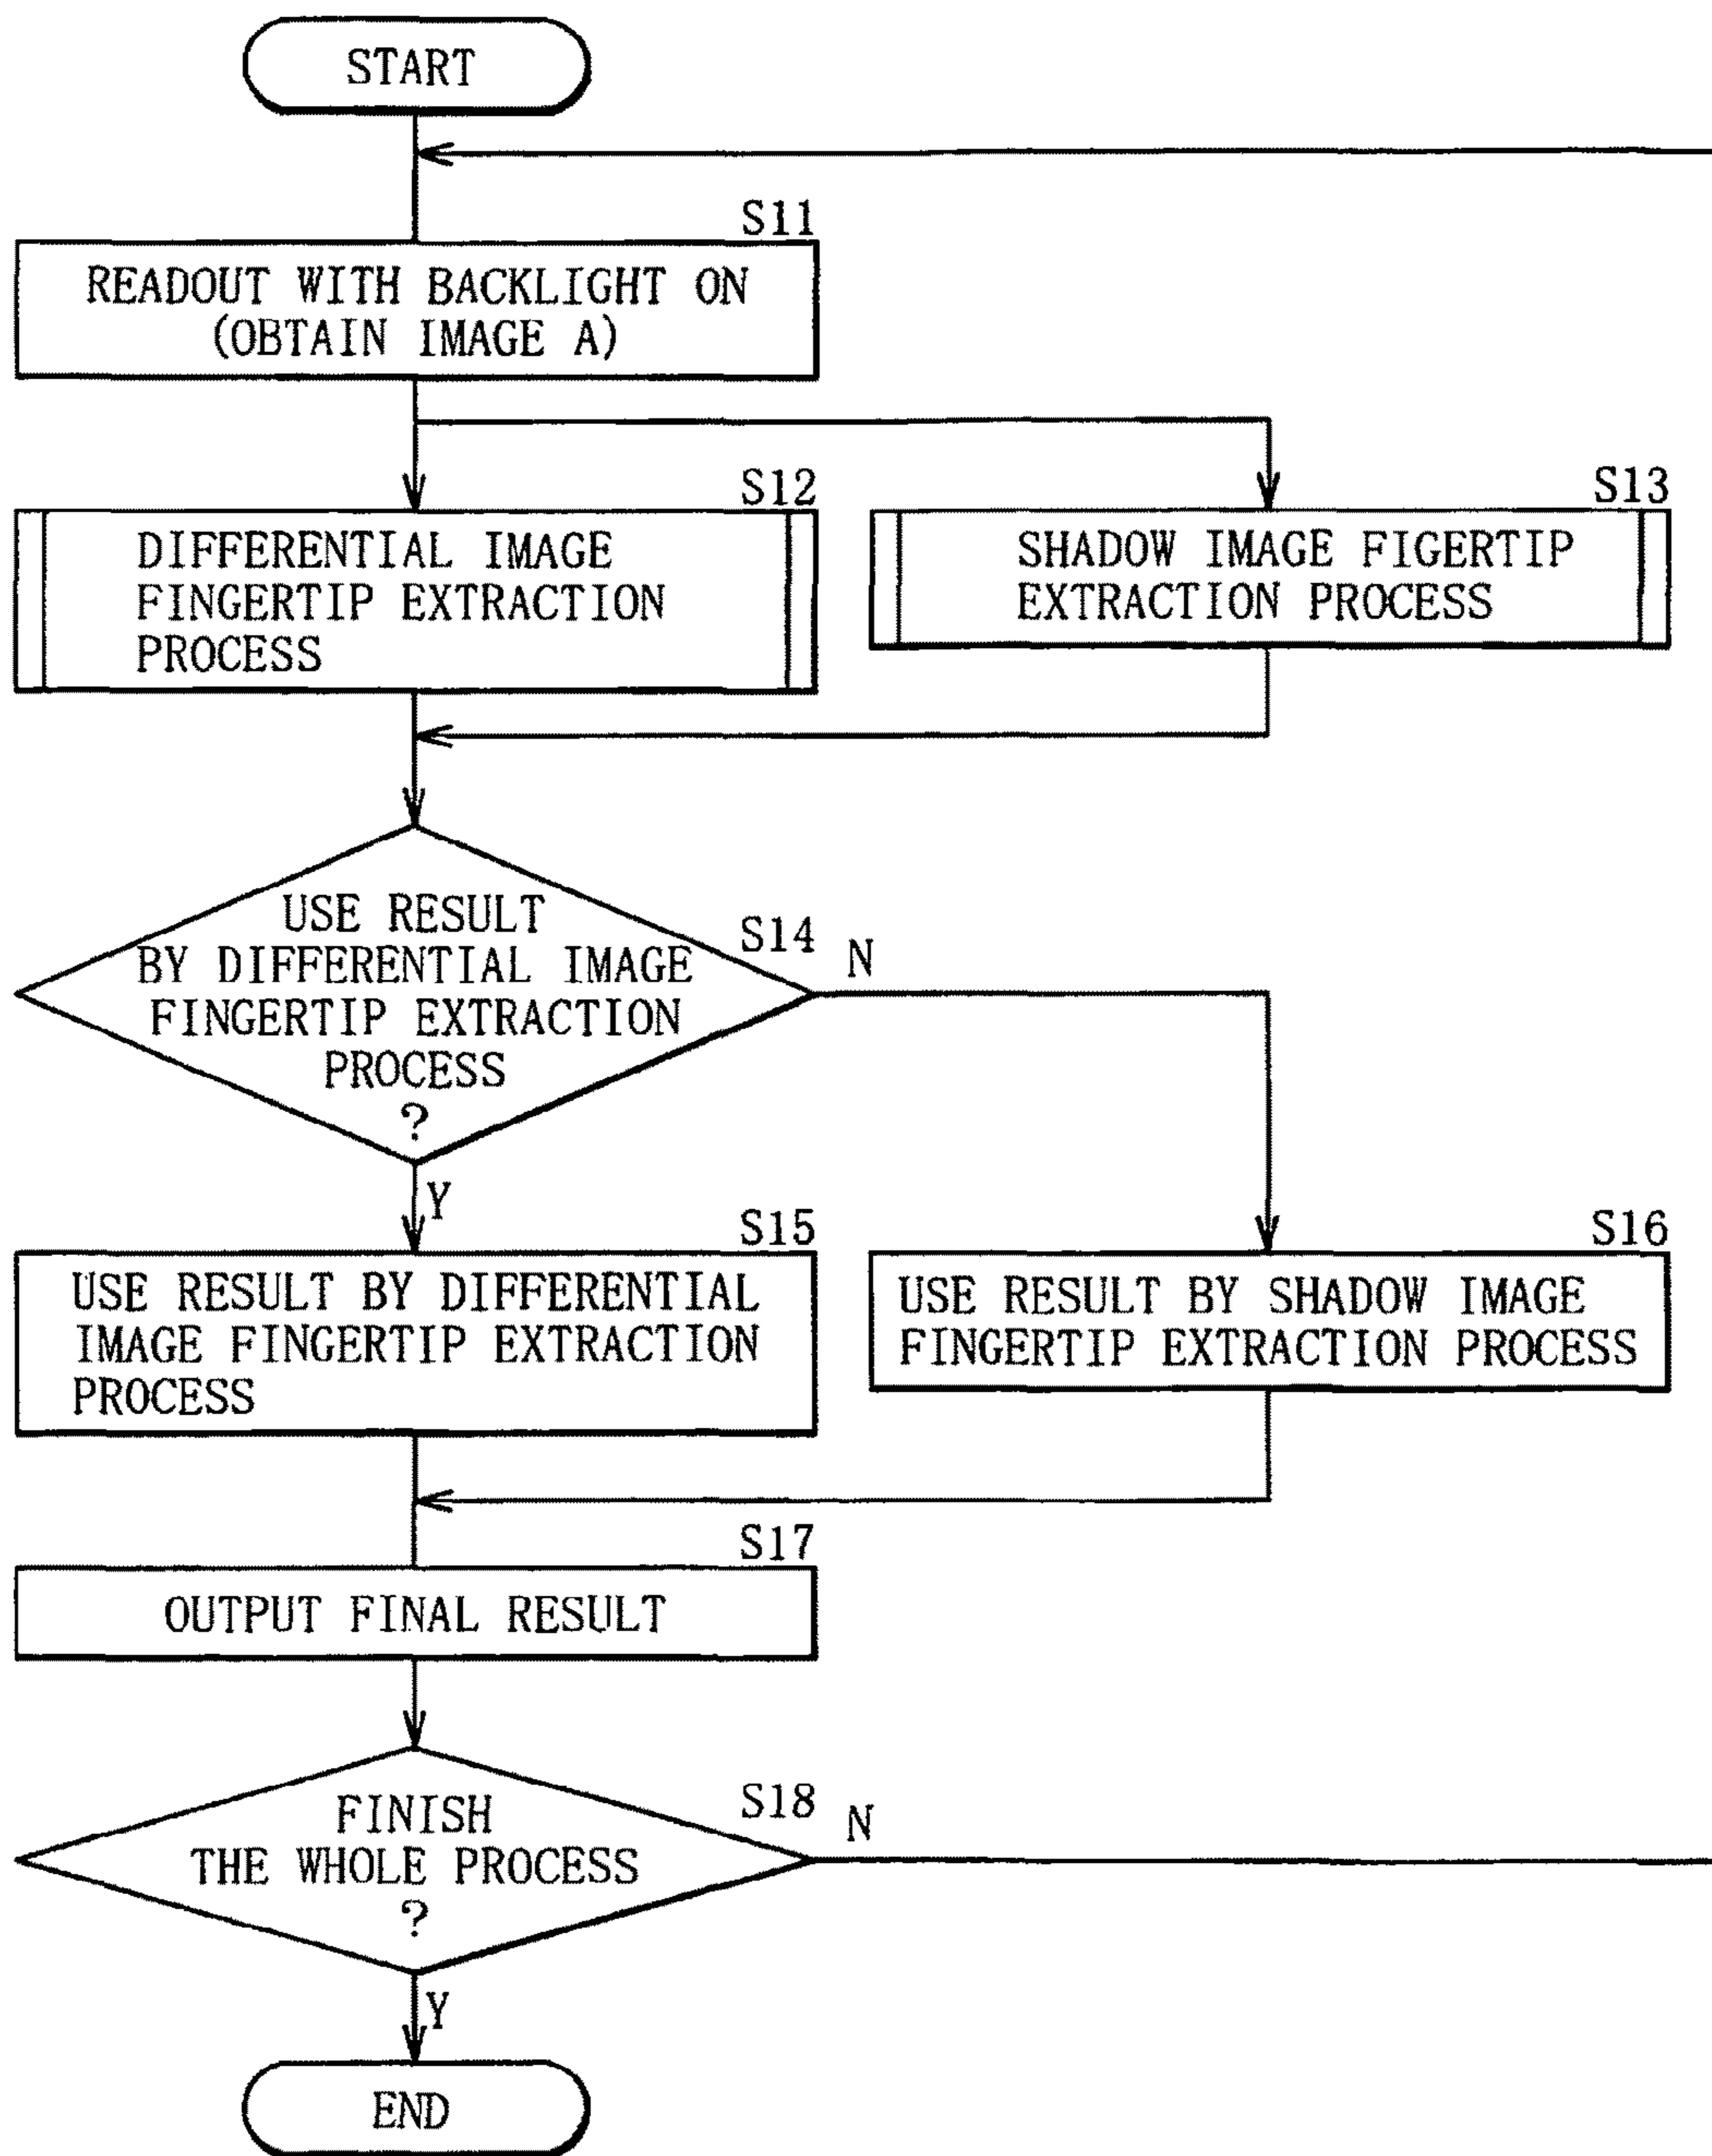 START
S11
READOUT WITH BACKLIGHT ON
(OBTAIN IMAGE A)
S12
DIFFERENTIAL IMAGE
FINGERTIP EXTRACTION
PROCESS
S13
SHADOW IMAGE FIGERTIP
EXTRACTION PROCESS
USE RESULT
BY DIFFERENTIAL IMAGE
FINGERTIP EXTRACTION
PROCESS
?
S14
N
Y
S15
USE RESULT BY DIFFERENTIAL
IMAGE FINGERTIP EXTRACTION
PROCESS
S16
USE RESULT BY SHADOW IMAGE
FINGERTIP EXTRACTION PROCESS
S17
OUTPUT FINAL RESULT
FINISH
THE WHOLE PROCESS
?
S18
N
Y
END